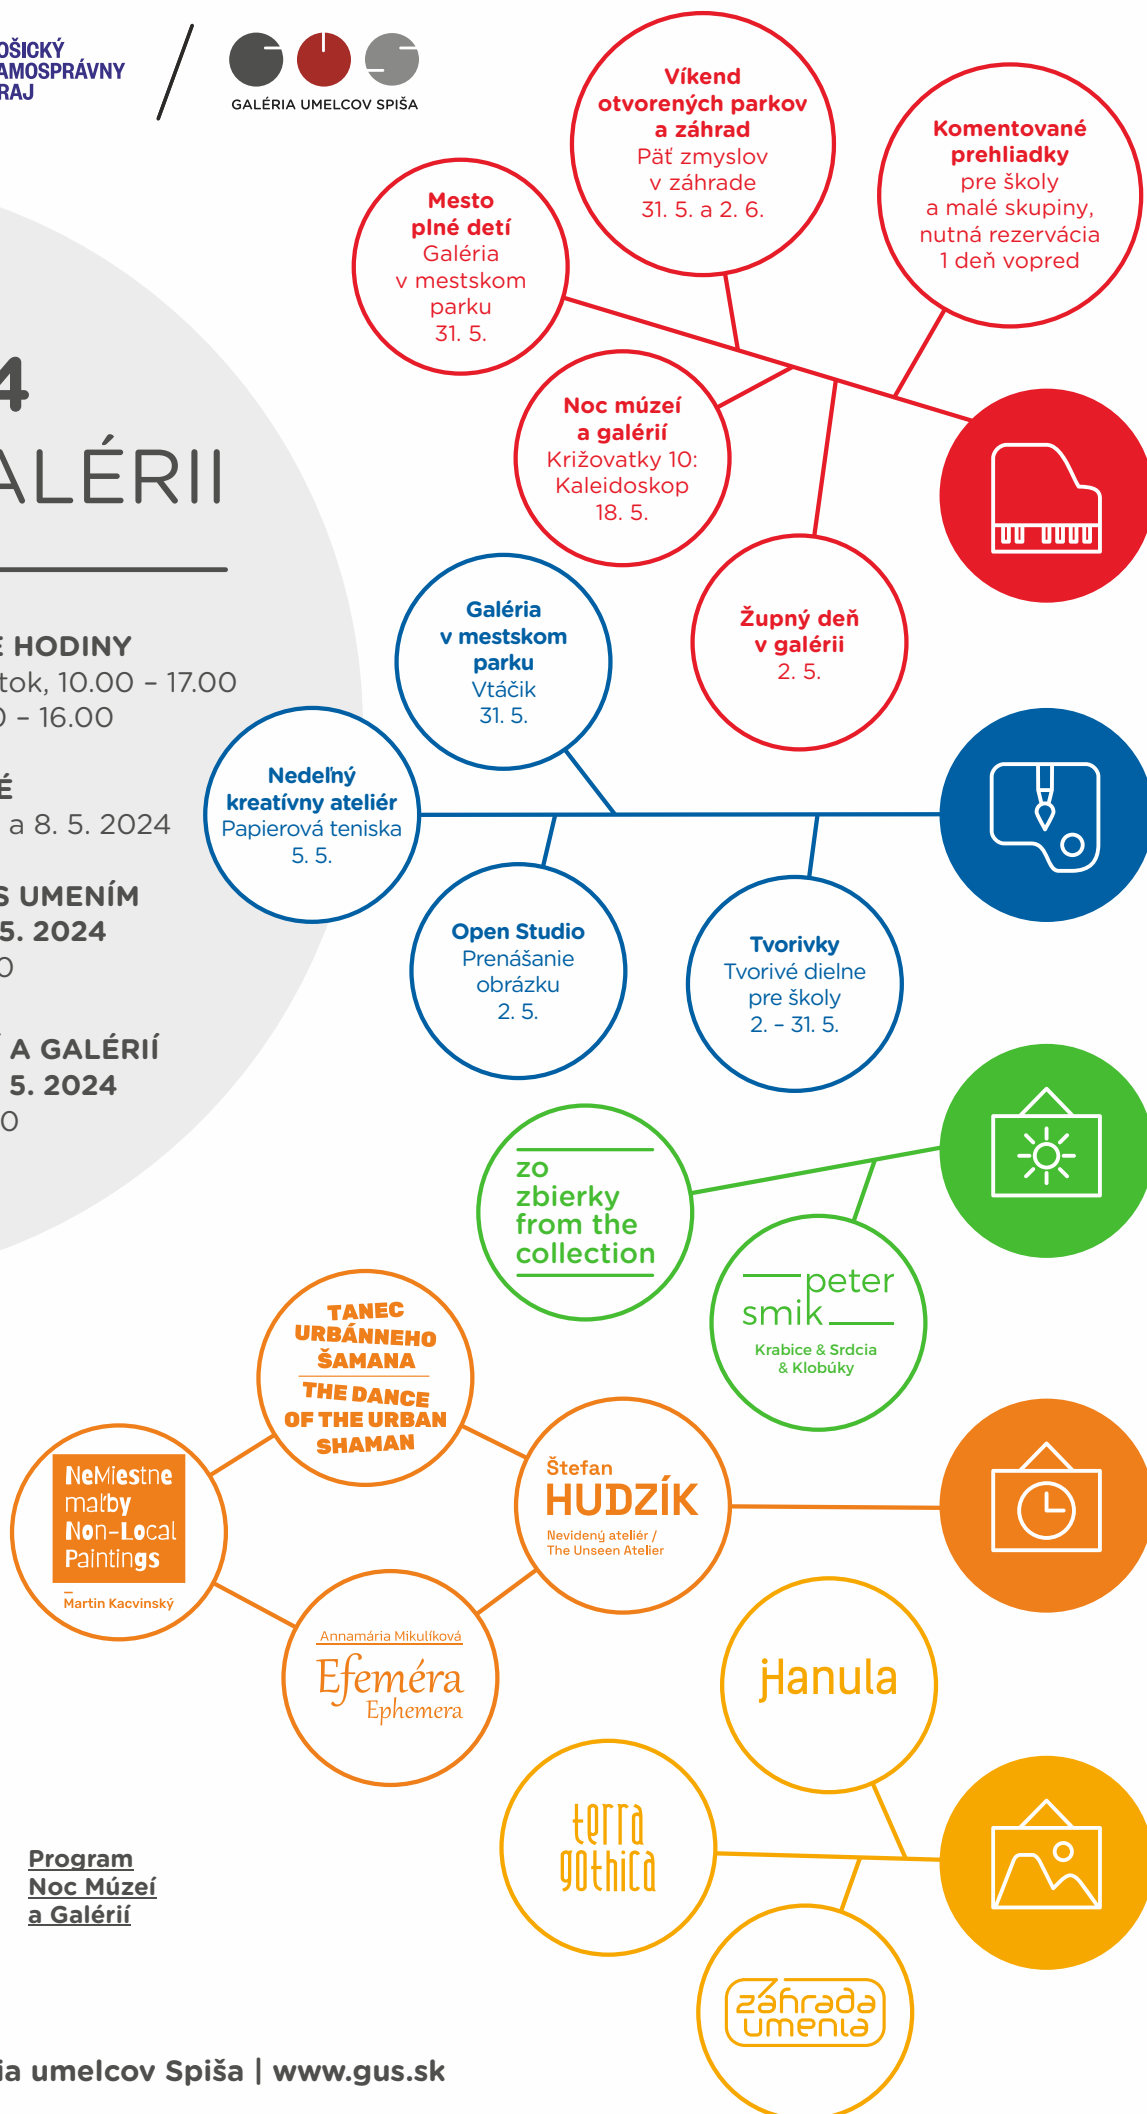 OŠICKÝ
AMOSPRÁVNY
RAJ
GALÉRIA UMELCOV SPIŠA
Víkend
otvorených parkov
a záhrad
Päť zmyslov
v záhrade
31. 5. a 2. 6.
Komentované
prehliadky
pre školy
a malé skupiny,
nutná rezervácia
1 deň vopred
Mesto
plné detí
Galéria
v mestskom
parku
31. 5.
Noc múzeí
a galérií
Križovatky 10:
Kaleidoskop
18. 5.
Župný deň
v galérii
2. 5.
4
ALÉRII
E HODINY
tok, 10.00 – 17.00
0 – 16.00
É
a 8. 5. 2024
S UMENÍM
5. 2024
0
Í A GALÉRIÍ
5. 2024
0
Galéria
v mestskom
parku
Vtáčik
31. 5.
Nedeľný
kreatívny ateliér
Papierová teniska
5. 5.
Open Studio
Prenášanie
obrázku
2. 5.
Tvorivky
Tvorivé dielne
pre školy
2. – 31. 5.
zo
zbierky
from the
collection
peter
smik
Krabice & Srdcia
& Klobúky
TANEC
URBÁNNEHO
ŠAMANA
THE DANCE
OF THE URBAN
SHAMAN
NeMiestne
maľby
Non-Local
Paintings
Martin Kacvinský
Štefan
HUDZÍK
Nevidený ateliér /
The Unseen Atelier
Annamária Mikulíková
Efeméra
Ephemera
jHanula
terra
gothica
záhrada
umenia
Program
Noc Múzeí
a Galérií
ia umelcov Spiša | www.gus.sk